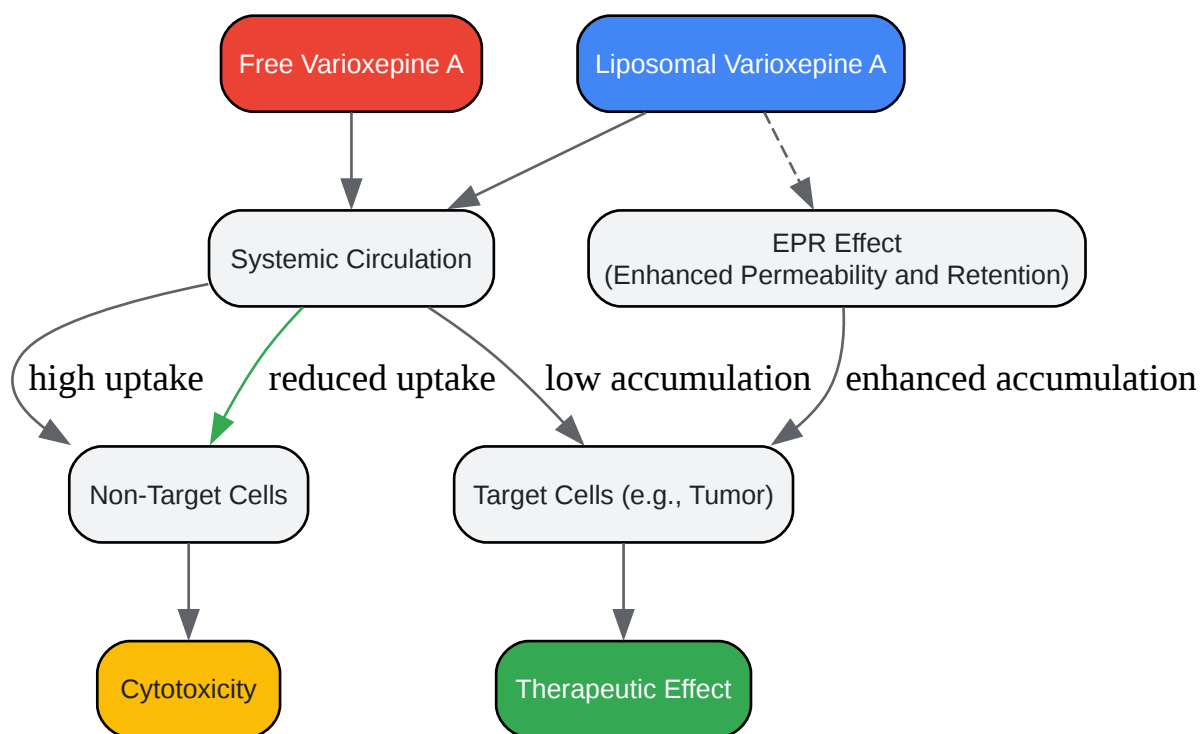 Free Varioxepine A
Liposomal Varioxepine A
Systemic Circulation
EPR Effect
(Enhanced Permeability and Retention)
high uptake
reduced uptake
low accumulation
enhanced accumulation
Non-Target Cells
Target Cells (e.g., Tumor)
Cytotoxicity
Therapeutic Effect